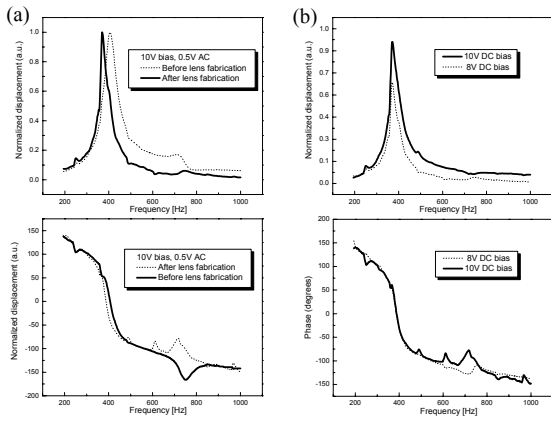 (a)
(b)
Normalized displacement (a.u.)
1.0
0.8
0.6
0.4
0.2
0.0
10V bias, 0.5V AC
Before lens fabrication
After lens fabrication
200 400 600 800 1000
Frequency [Hz]
Normalized displacement (a.u.)
1.0
0.9
0.8
0.6
0.5
0.4
0.3
0.1
0.0
10V DC bias
8V DC bias
200 400 600 800 1000
Frequency [Hz]
Normalized displacement (a.u.)
200
150
100
50
0
-50
-100
-150
-200
10V bias, 0.5V AC
After lens fabrication
Before lens fabrication
200 400 600 800 1000
Frequency [Hz]
Phase (degrees)
200
150
100
50
0
-50
-100
-150
8V DC bias
10V DC bias
200 400 600 800 1000
Frequency [Hz]